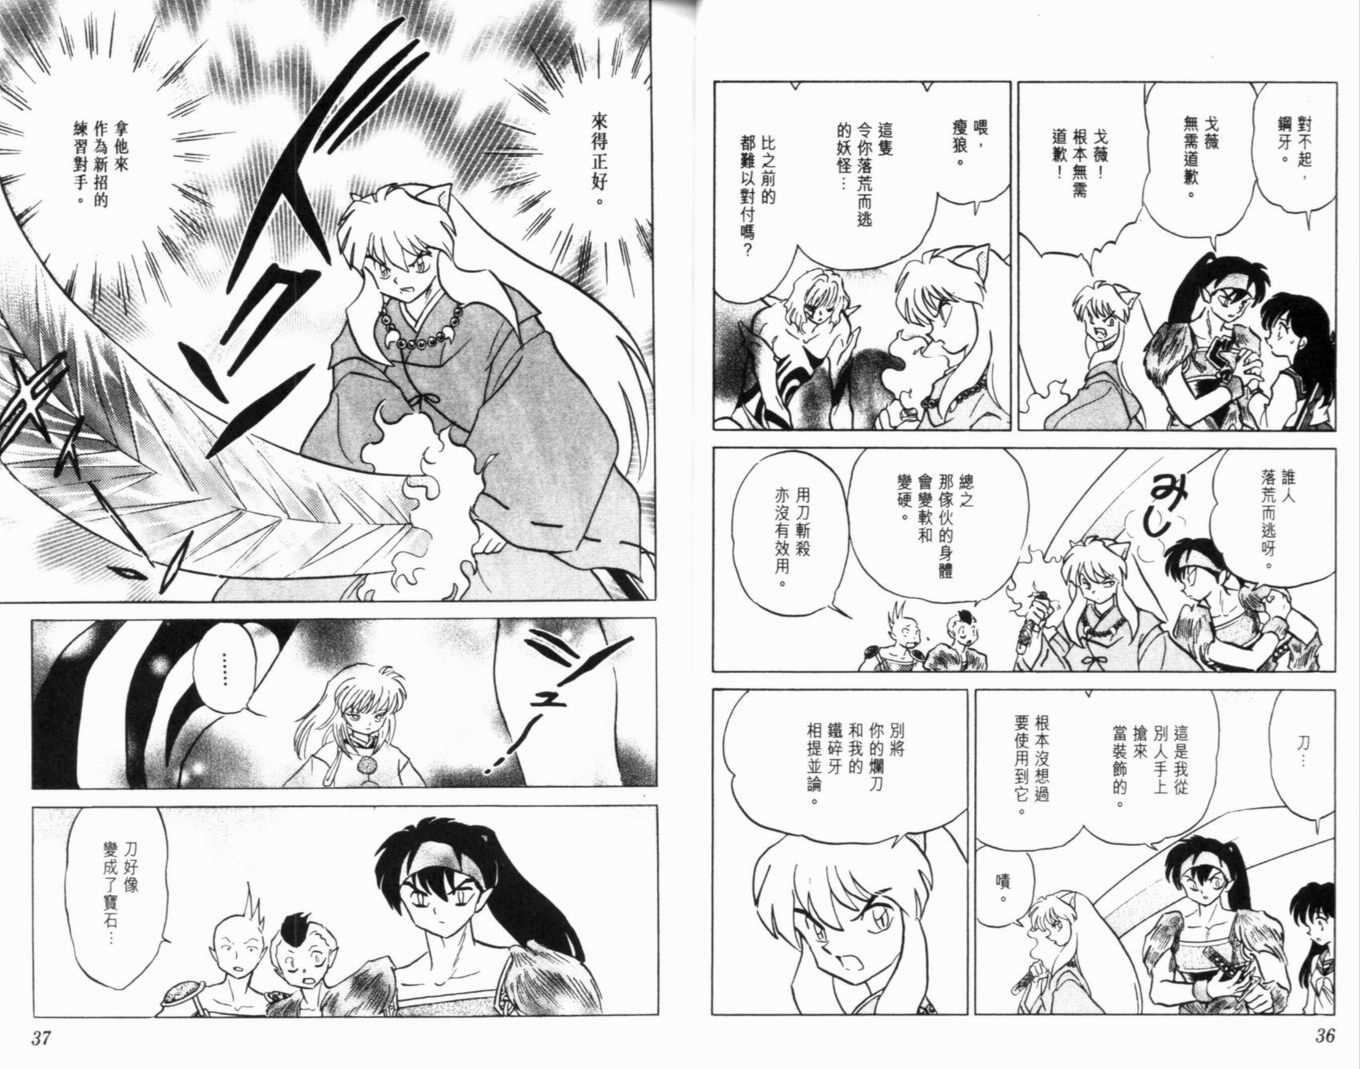 對不起，
鋼牙。
戈薇
無需道歉。
戈薇！
根本無需
道歉！
喂，
瘦狼。
這隻
令你落荒而逃
的妖怪…
比之前的
都難以對付嗎？
誰人
落荒而逃呀。
みし
總之
那傢伙的身體
會變軟和
變硬。
用刀斬殺
亦沒有效用。
刀…
這是我從
別人手上
搶來
當裝飾的。
根本沒想過
要使用到它。
嘖。
別將
你的爛刀
和我的
鐵碎牙
相提並論。
36
來得正好。
拿他來
作為新招的
練習對手。
……
刀好像
變成了寶石…
37